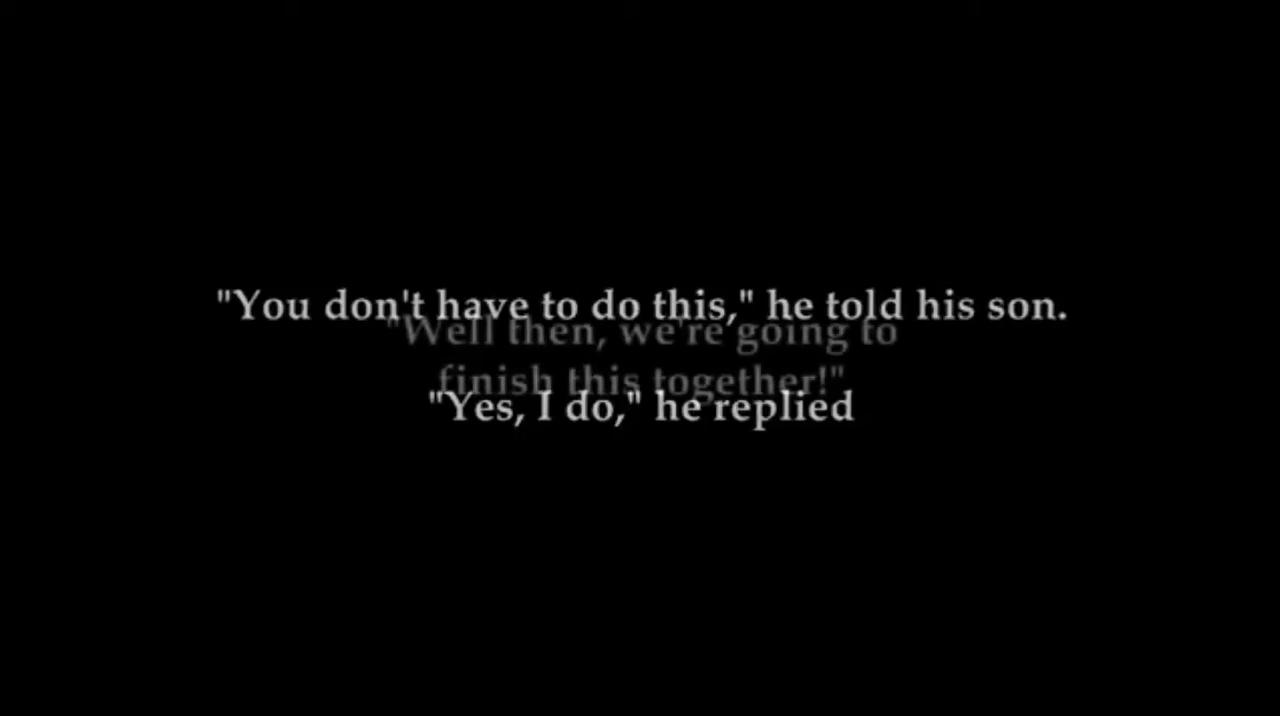 "You don't have to do this," he told his son.
"Well then, we're going to
finish this together!"
"Yes, I do," he replied